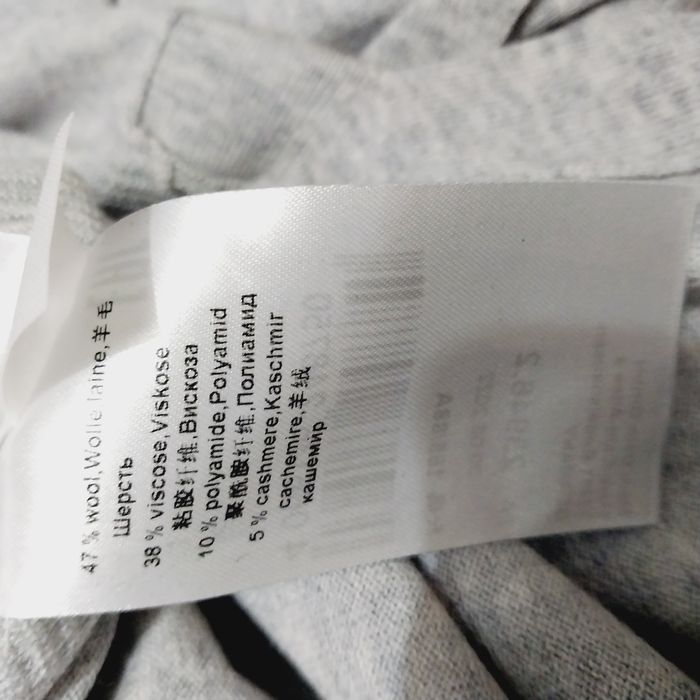 47 % wool,Wolle laine,羊毛
Шерсть
38 % viscose,Viskose
粘胶纤维,Вискоза
10 % polyamide,Polyamid
聚酰胺纤维,Полиамид
5 % cashmere,Kaschmir
cachemire,羊绒
кашемир